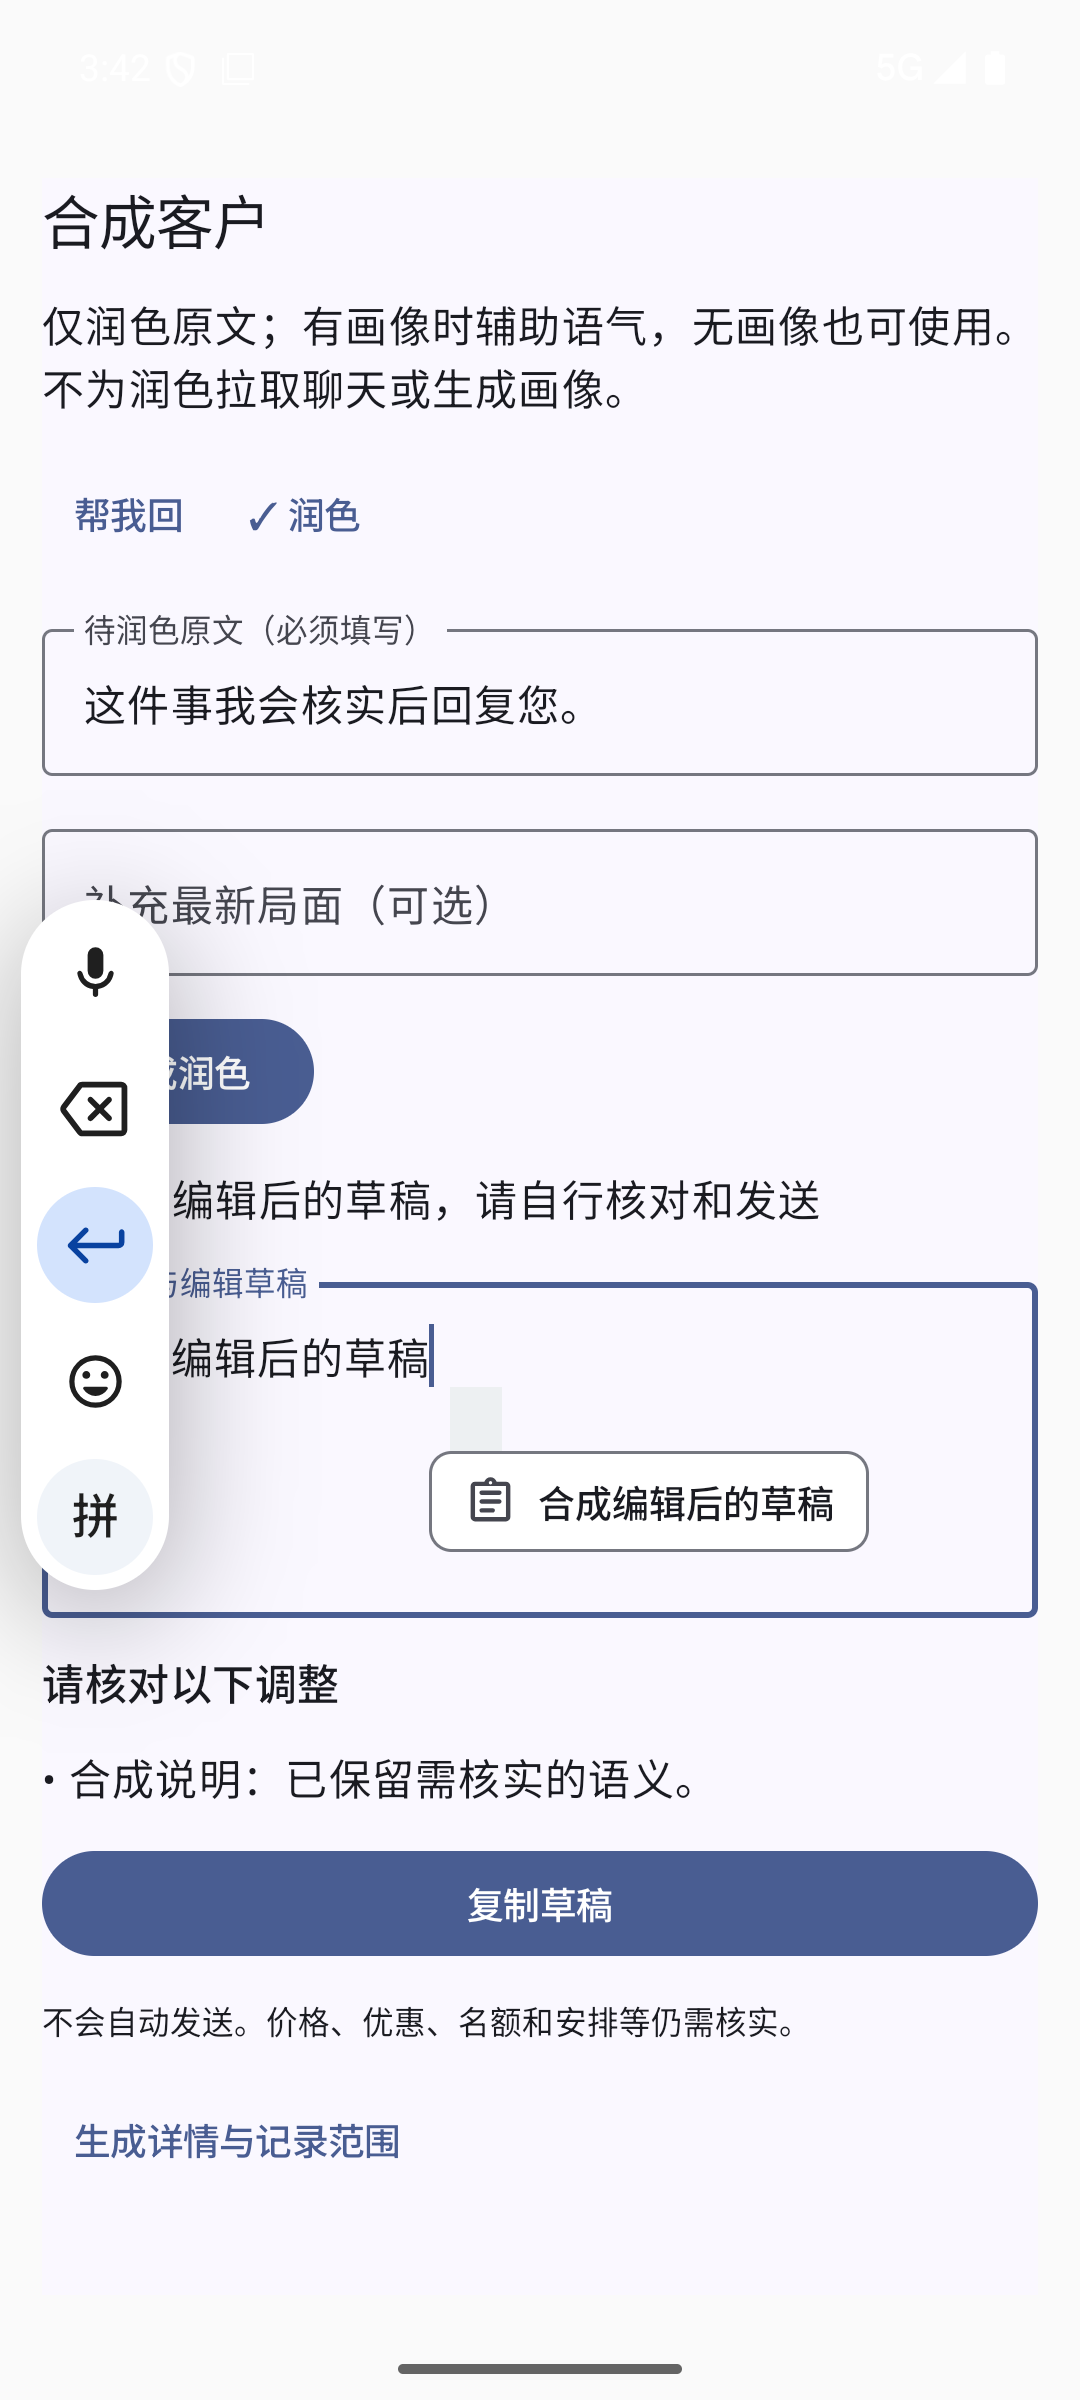 3:42
5G
合成客户
仅润色原文；有画像时辅助语气，无画像也可使用。
不为润色拉取聊天或生成画像。
帮我回
✓ 润色
待润色原文（必须填写）
这件事我会核实后回复您。
补充最新局面（可选）
润色
编辑后的草稿，请自行核对和发送
编辑草稿
编辑后的草稿
合成编辑后的草稿
拼
请核对以下调整
• 合成说明：已保留需核实的语义。
复制草稿
不会自动发送。价格、优惠、名额和安排等仍需核实。
生成详情与记录范围